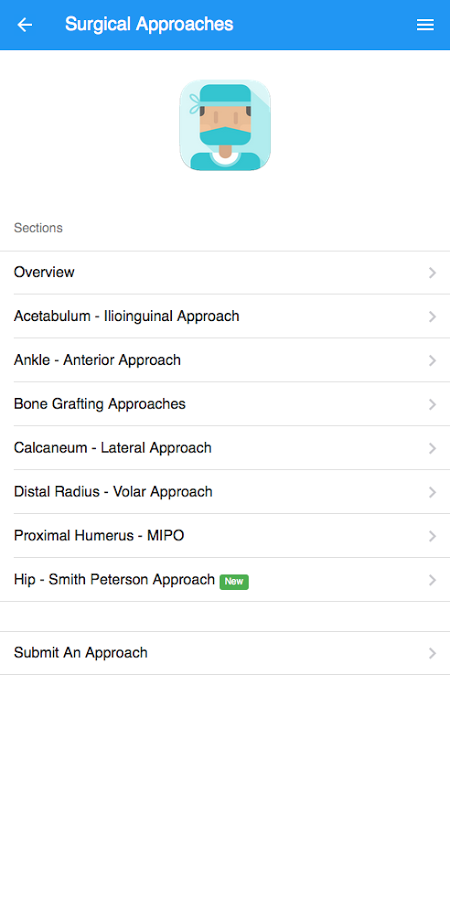 Surgical Approaches
Sections
Overview
Acetabulum - Ilioinguinal Approach
Ankle - Anterior Approach
Bone Grafting Approaches
Calcaneum - Lateral Approach
Distal Radius - Volar Approach
Proximal Humerus - MIPO
Hip - Smith Peterson Approach New
Submit An Approach